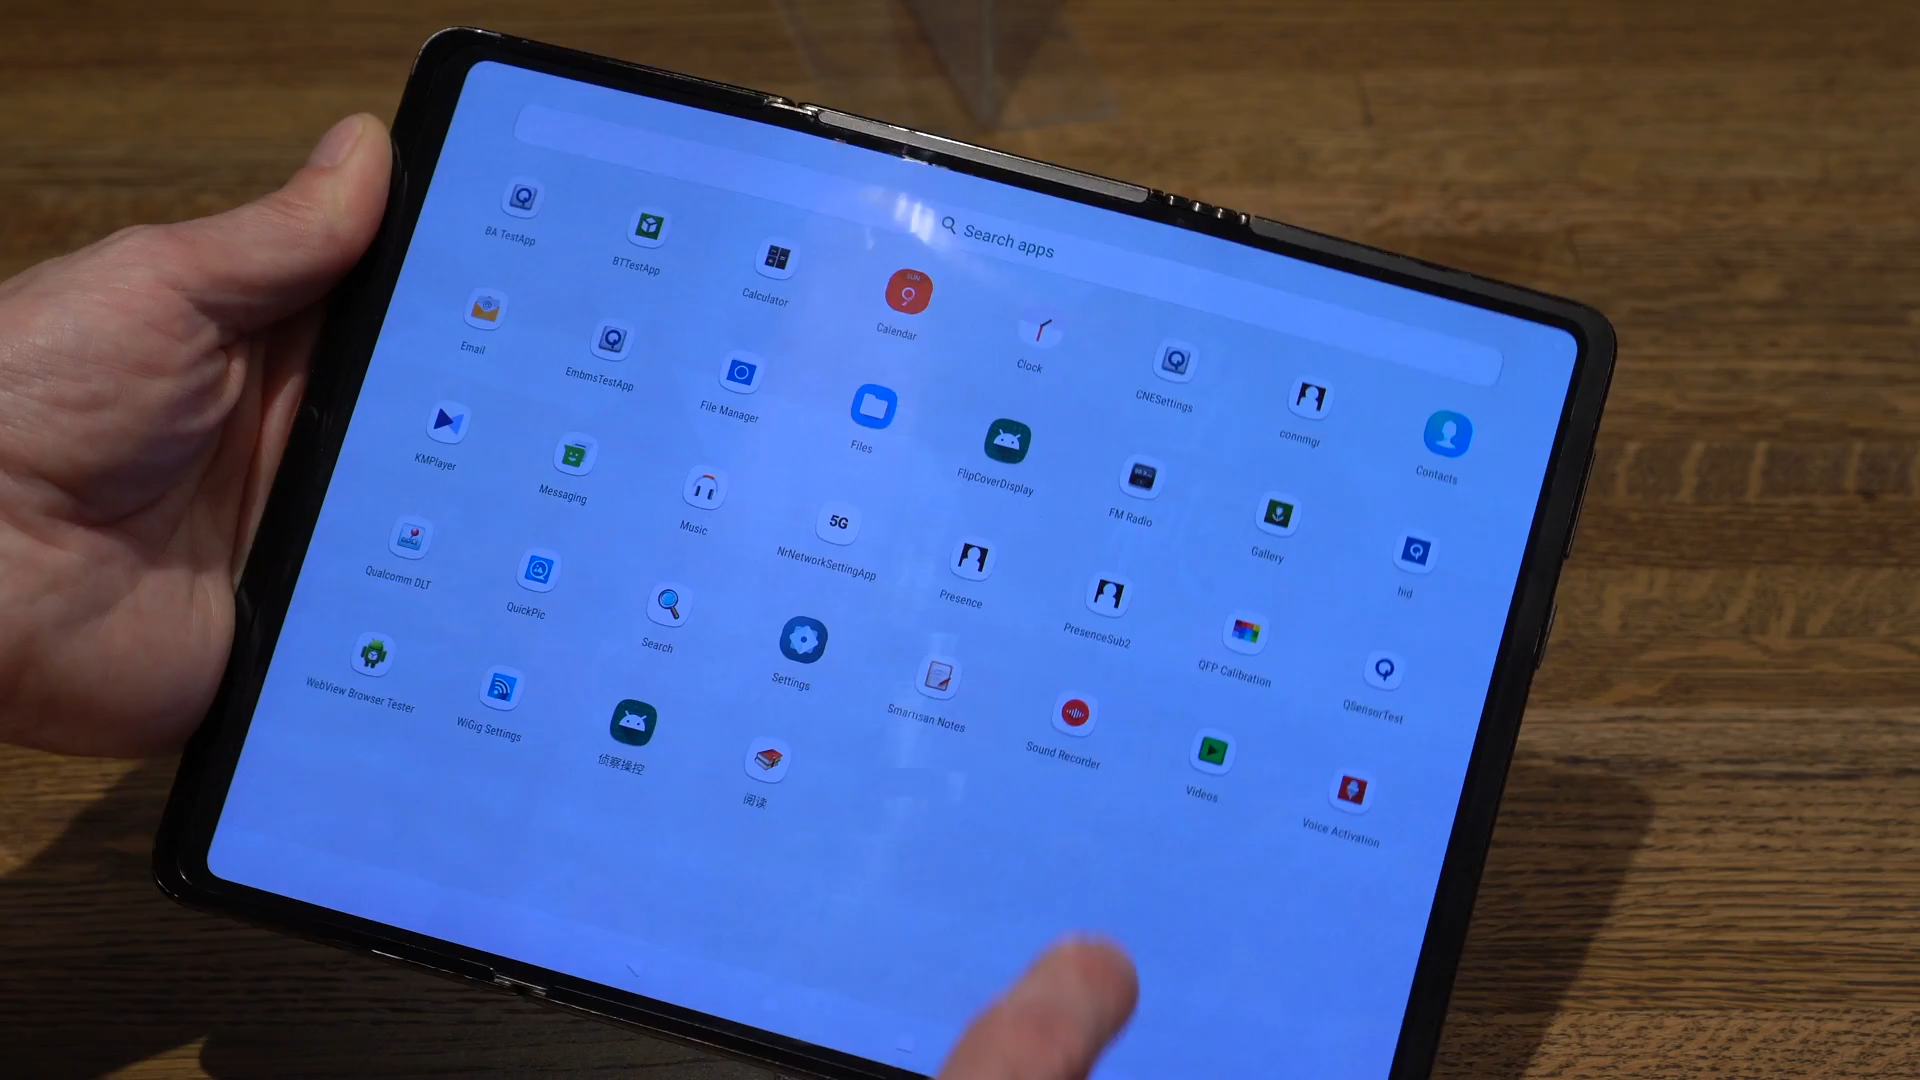 Search apps
BA TestApp
BTTestApp
Calculator
SUN
9
Calendar
Clock
CNESettings
connmgr
Contacts
Email
EmbmsTestApp
File Manager
Files
FlipCoverDisplay
FM Radio
Gallery
hid
KMPlayer
Messaging
Music
5G
NrNetworkSettingApp
Presence
PresenceSub2
QFP Calibration
QSensorTest
Qualcomm DLT
QuickPic
Search
Settings
Smartisan Notes
Sound Recorder
Videos
Voice Activation
WebView Browser Tester
WiGig Settings
侦察操控
阅读